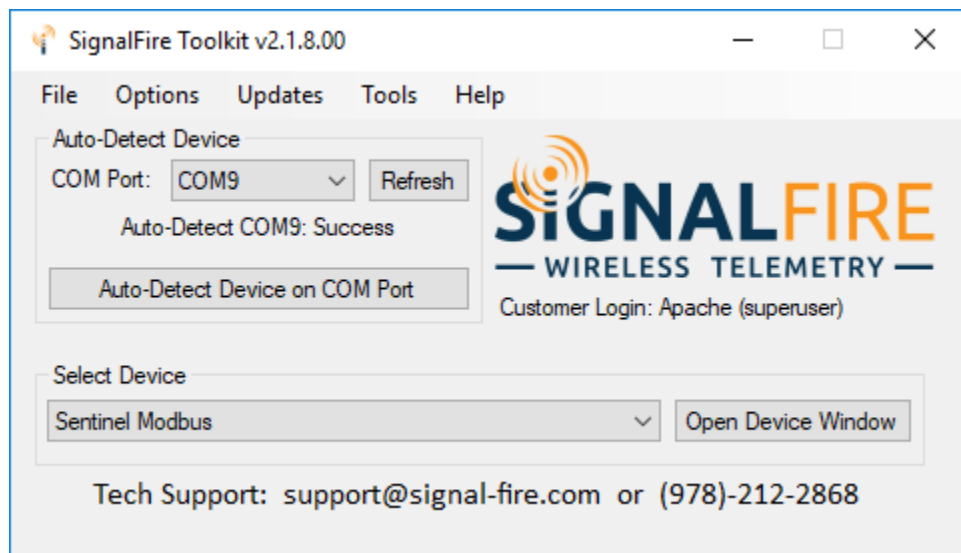 SignalFire Toolkit v2.1.8.00
File Options Updates Tools Help
Auto-Detect Device
COM Port: COM9 Refresh
Auto-Detect COM9: Success
Auto-Detect Device on COM Port
SIGNALFIRE
WIRELESS TELEMETRY
Customer Login: Apache (superuser)
Select Device
Sentinel Modbus Open Device Window
Tech Support: support@signal-fire.com or (978)-212-2868